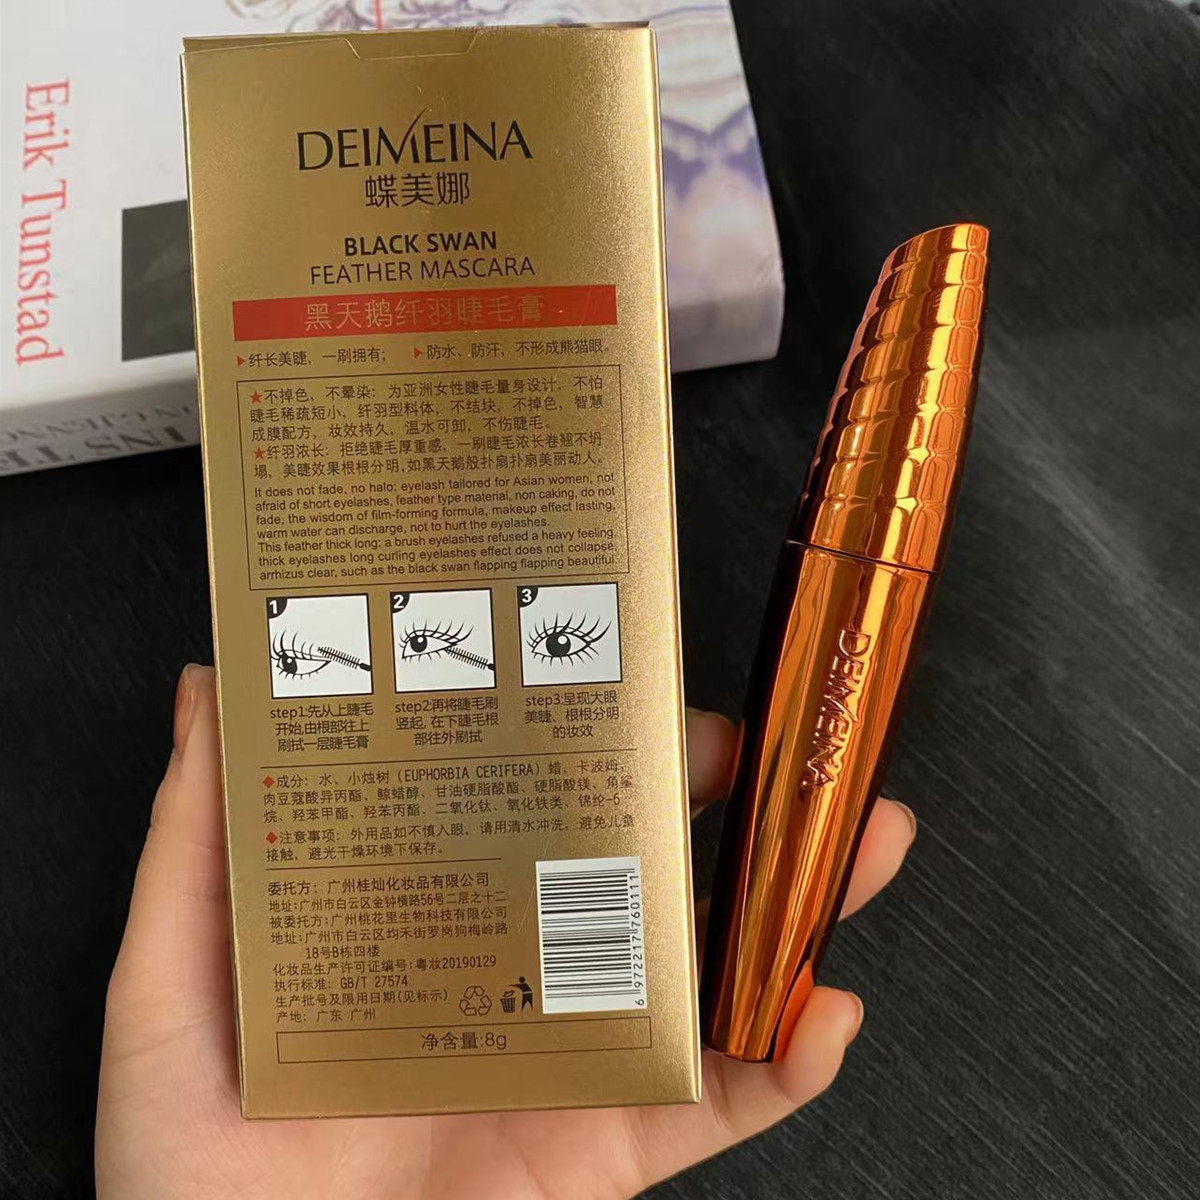 Erik Tunstad
DEIMEINA
蝶美娜
BLACK SWAN
FEATHER MASCARA
黑天鹅纤羽睫毛膏
纤长美睫，一刷拥有；
防水、防汗，不形成熊猫眼。
★不掉色，不晕染：为亚洲女性睫毛量身设计，不怕
睫毛稀疏短小，纤羽型料体，不结块，不掉色，智慧
成膜配方，妆效持久，温水可卸，不伤睫毛。
★纤羽浓长：拒绝睫毛厚重感，一刷睫毛浓长卷翘不坍
塌，美睫效果根根分明,如黑天鹅般扑扇扑扇美丽动人。
It does not fade, no halo: eyelash tailored for Asian women, not
afraid of short eyelashes, feather type material, non caking, do not
fade, the wisdom of film-forming formula, makeup effect lasting,
warm water can discharge, not to hurt the eyelashes.
This feather thick long: a brush eyelashes refused a heavy feeling,
thick eyelashes long curling eyelashes effect does not collapse,
arrhizus clear, such as the black swan flapping flapping beautiful.
1
2
3
step1:先从上睫毛
开始,由根部往上
刷拭一层睫毛膏
step2:再将睫毛刷
竖起,在下睫毛根
部往外刷拭
step3:呈现大眼
美睫、根根分明
的妆效
◆成分：水、小烛树（EUPHORBIA CERIFERA）蜡、卡波姆、
肉豆蔻酸异丙酯、鲸蜡醇、甘油硬脂酸酯、硬脂酸镁、角鲨
烷、羟苯甲酯、羟苯丙酯、二氧化钛、氧化铁类、锦纶-6
◆注意事项：外用品如不慎入眼，请用清水冲洗，避免儿童
接触，避光干燥环境下保存。
委托方：广州桂灿化妆品有限公司
地址:广州市白云区金钟横路56号二层之十二
被委托方:广州桃花里生物科技有限公司
地址:广州市白云区均禾街罗岗狗梅岭路
18号B栋四楼
化妆品生产许可证编号:粤妆20190129
执行标准: GB/T 27574
生产批号及限用日期(见标示)
产地: 广东 广州
6 972217 760111
净含量:8g
DEIMEINA